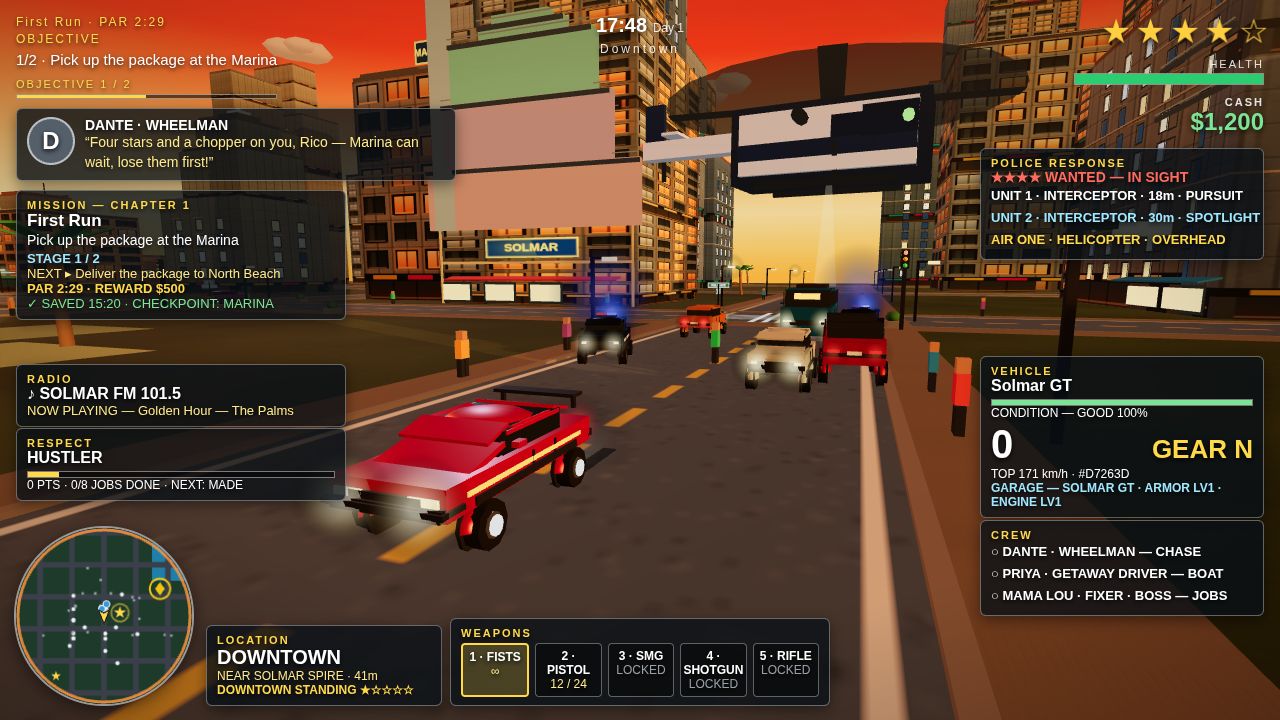 First Run · PAR 2:29
OBJECTIVE
1/2 · Pick up the package at the Marina
OBJECTIVE 1 / 2
17:48 Day 1
Downtown
★★★★☆
HEALTH
CASH
$1,200
D
DANTE · WHEELMAN
“Four stars and a chopper on you, Rico — Marina can
wait, lose them first!”
MISSION — CHAPTER 1
First Run
Pick up the package at the Marina
STAGE 1 / 2
NEXT ▸ Deliver the package to North Beach
PAR 2:29 · REWARD $500
✓ SAVED 15:20 · CHECKPOINT: MARINA
POLICE RESPONSE
★★★★ WANTED — IN SIGHT
UNIT 1 · INTERCEPTOR · 18m · PURSUIT
UNIT 2 · INTERCEPTOR · 30m · SPOTLIGHT
AIR ONE · HELICOPTER · OVERHEAD
SOLMAR
RADIO
♪ SOLMAR FM 101.5
NOW PLAYING — Golden Hour — The Palms
RESPECT
HUSTLER
0 PTS · 0/8 JOBS DONE · NEXT: MADE
VEHICLE
Solmar GT
CONDITION — GOOD 100%
0 GEAR N
TOP 171 km/h · #D7263D
GARAGE — SOLMAR GT · ARMOR LV1 ·
ENGINE LV1
CREW
○ DANTE · WHEELMAN — CHASE
○ PRIYA · GETAWAY DRIVER — BOAT
○ MAMA LOU · FIXER · BOSS — JOBS
LOCATION
DOWNTOWN
NEAR SOLMAR SPIRE · 41m
DOWNTOWN STANDING ★☆☆☆☆
WEAPONS
1 · FISTS
∞
2 ·
PISTOL
12 / 24
3 · SMG
LOCKED
4 ·
SHOTGUN
LOCKED
5 · RIFLE
LOCKED